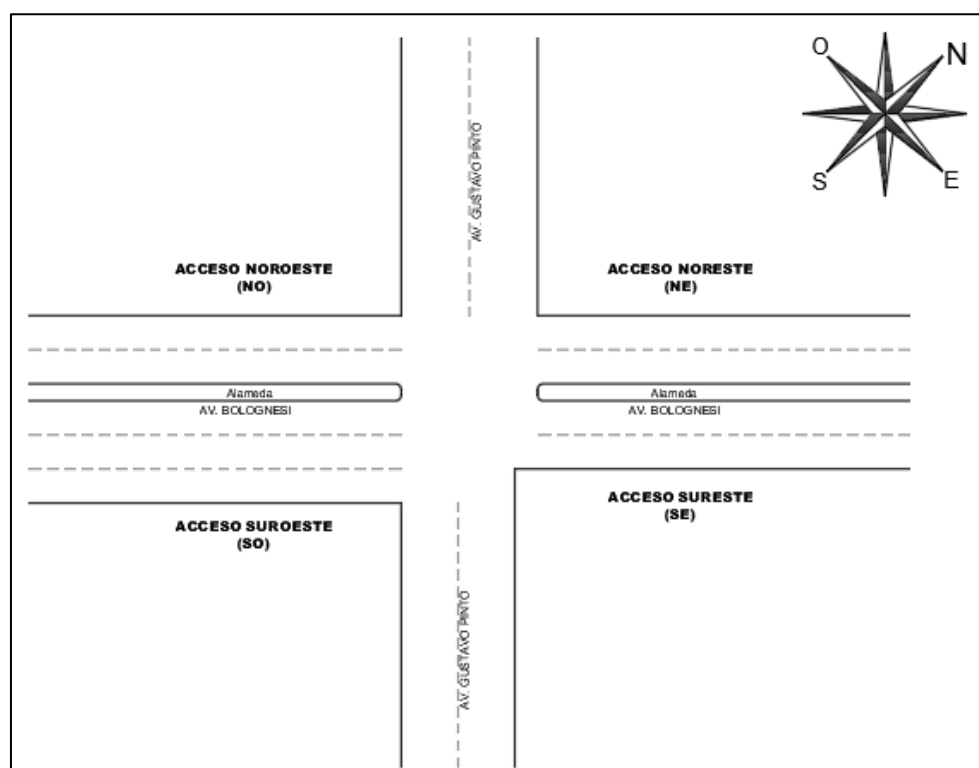 O
N
S
E
AV. GUSTAVO PINTO
ACCESO NOROESTE
(NO)
ACCESO NORESTE
(NE)
Alameda
AV. BOLOGNESI
Alameda
AV. BOLOGNESI
ACCESO SUROESTE
(SO)
ACCESO SURESTE
(SE)
AV. GUSTAVO PINTO